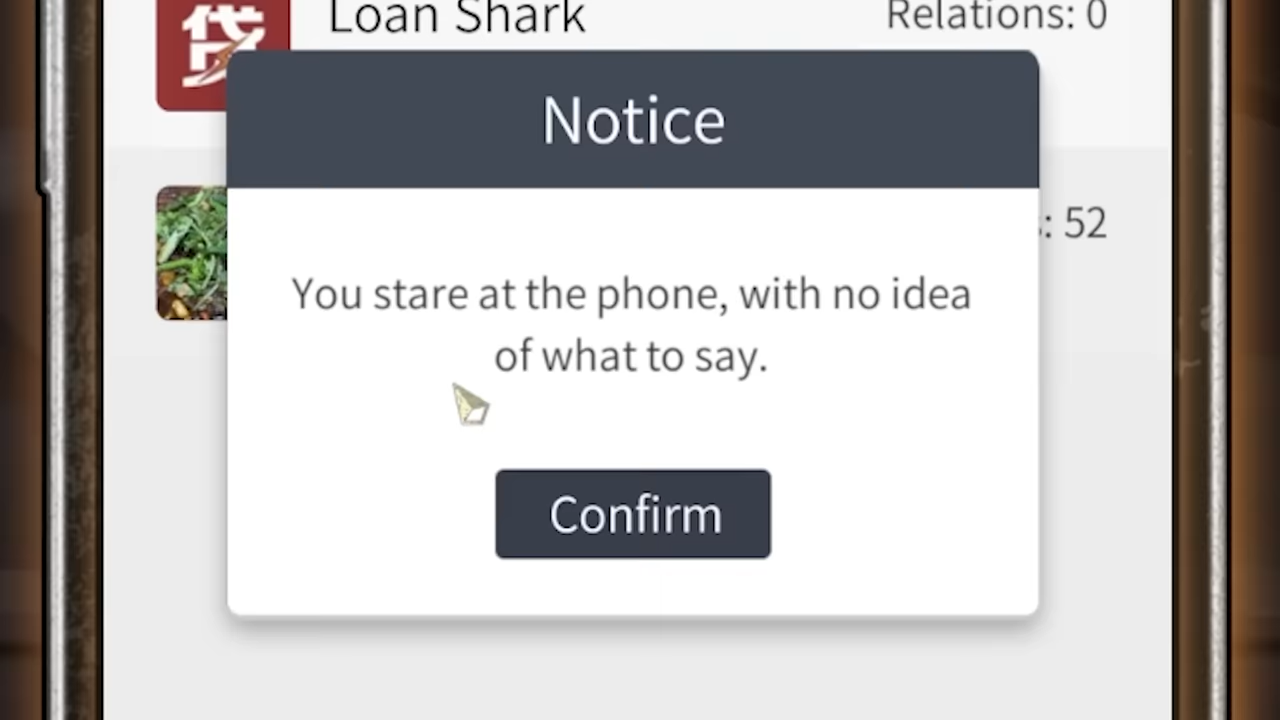 贷
Loan Shark
Relations: 0
Notice
: 52
You stare at the phone, with no idea
of what to say.
Confirm